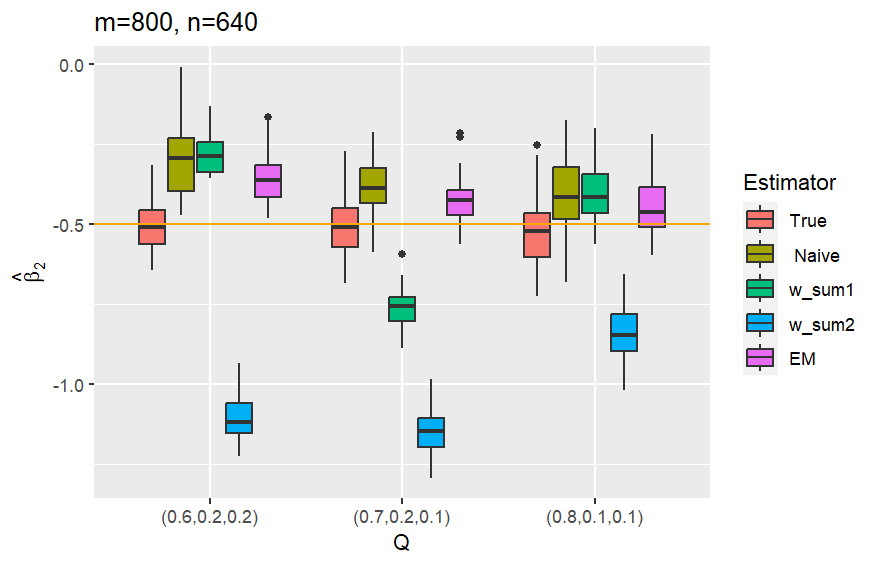 m=800, n=640
0.0
-0.5
-1.0
β̂2
(0.6,0.2,0.2)
(0.7,0.2,0.1)
(0.8,0.1,0.1)
Q
Estimator
True
Naive
w_sum1
w_sum2
EM